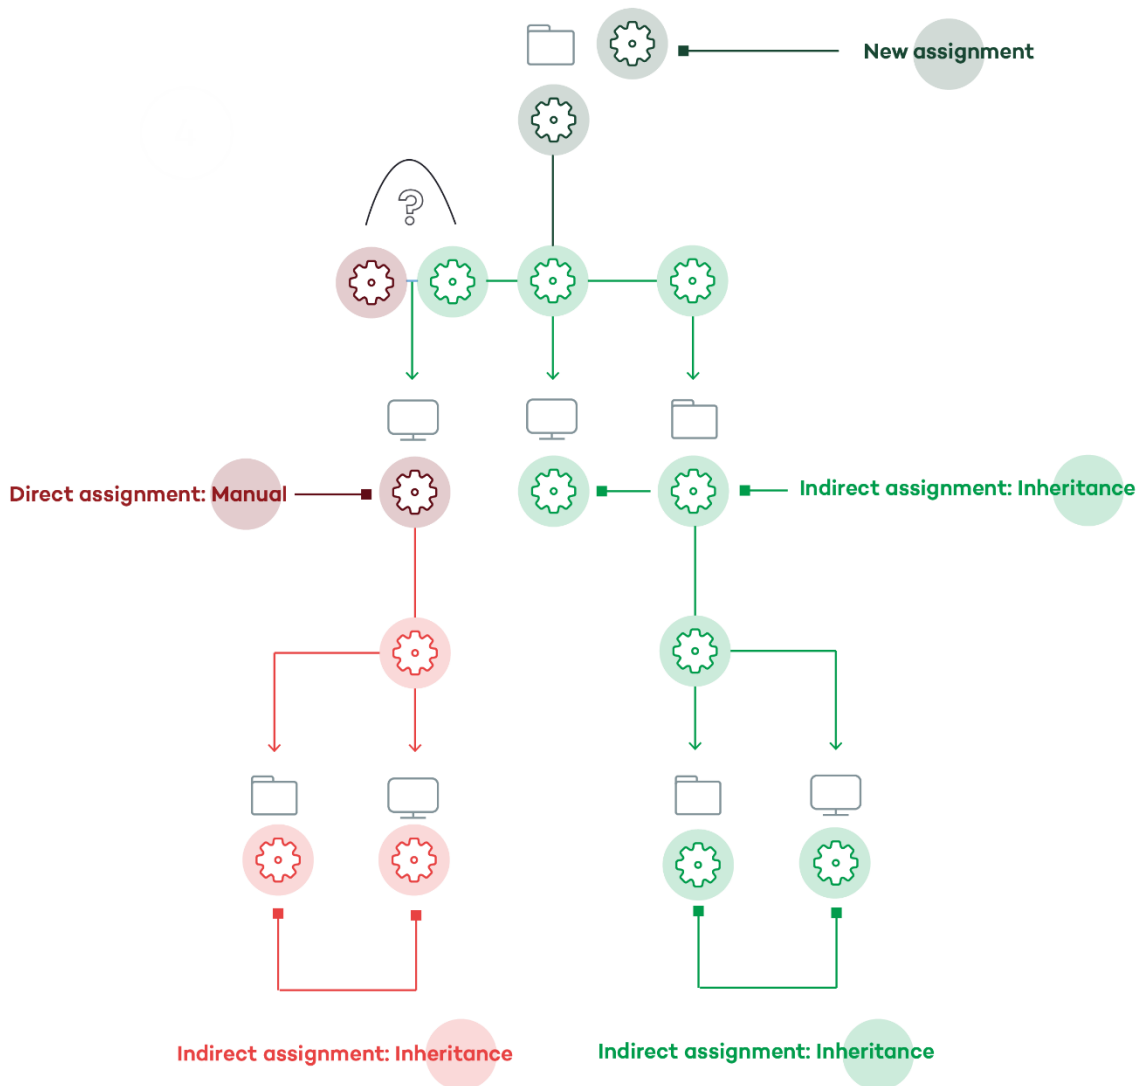 New assignment
?
Direct assignment: Manual
Indirect assignment: Inheritance
Indirect assignment: Inheritance
Indirect assignment: Inheritance